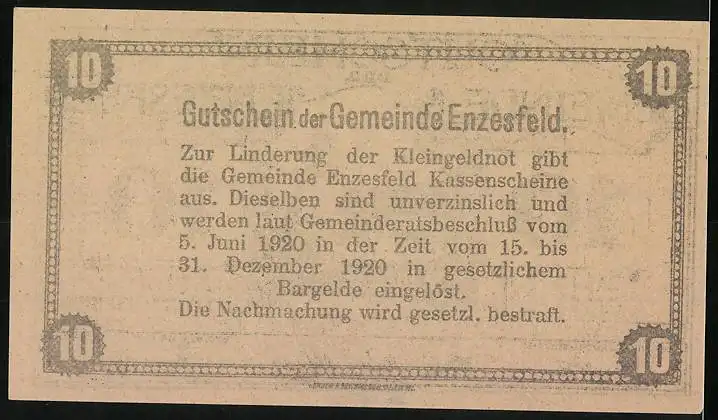 10 10
Gutschein der Gemeinde Enzesfeld.
Zur Linderung der Kleingeldnot gibt
die Gemeinde Enzesfeld Kassenscheine
aus. Dieselben sind unverzinslich und
werden laut Gemeinderatsbeschluß vom
5. Juni 1920 in der Zeit vom 15. bis
31. Dezember 1920 in gesetzlichem
Bargelde eingelöst.
Die Nachmachung wird gesetzl. bestraft.
10 10